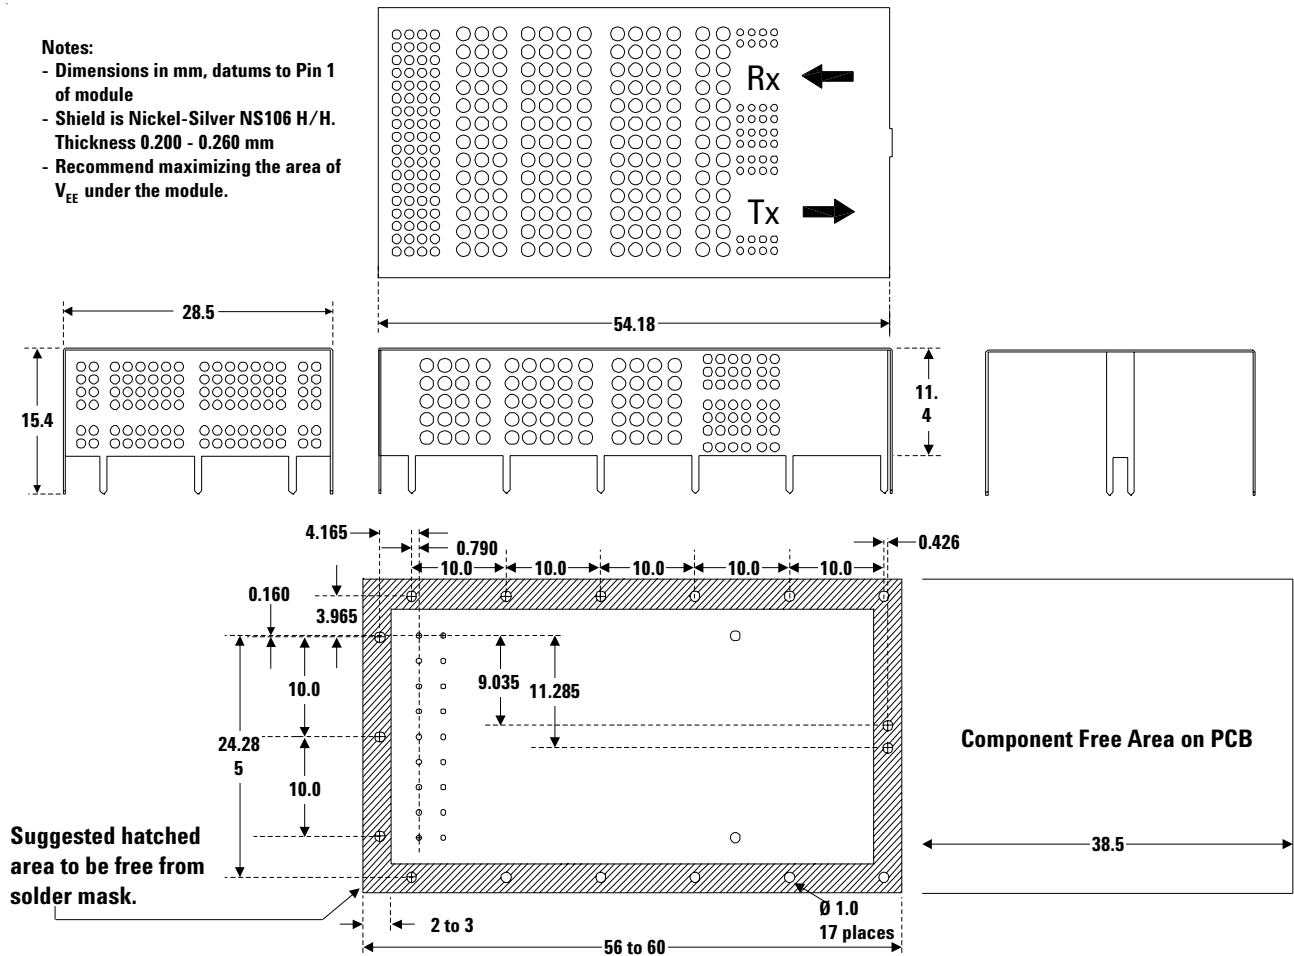 Notes:
- Dimensions in mm, datums to Pin 1
of module
- Shield is Nickel-Silver NS106 H/H.
Thickness 0.200 - 0.260 mm
- Recommend maximizing the area of
VEE under the module.
Rx
Tx
28.5
54.18
15.4
11.
4
4.165
0.790
0.426
10.0
10.0
10.0
10.0
10.0
0.160
3.965
10.0
9.035
11.285
24.28
5
10.0
Component Free Area on PCB
Suggested hatched
area to be free from
solder mask.
38.5
2 to 3
Ø 1.0
17 places
56 to 60